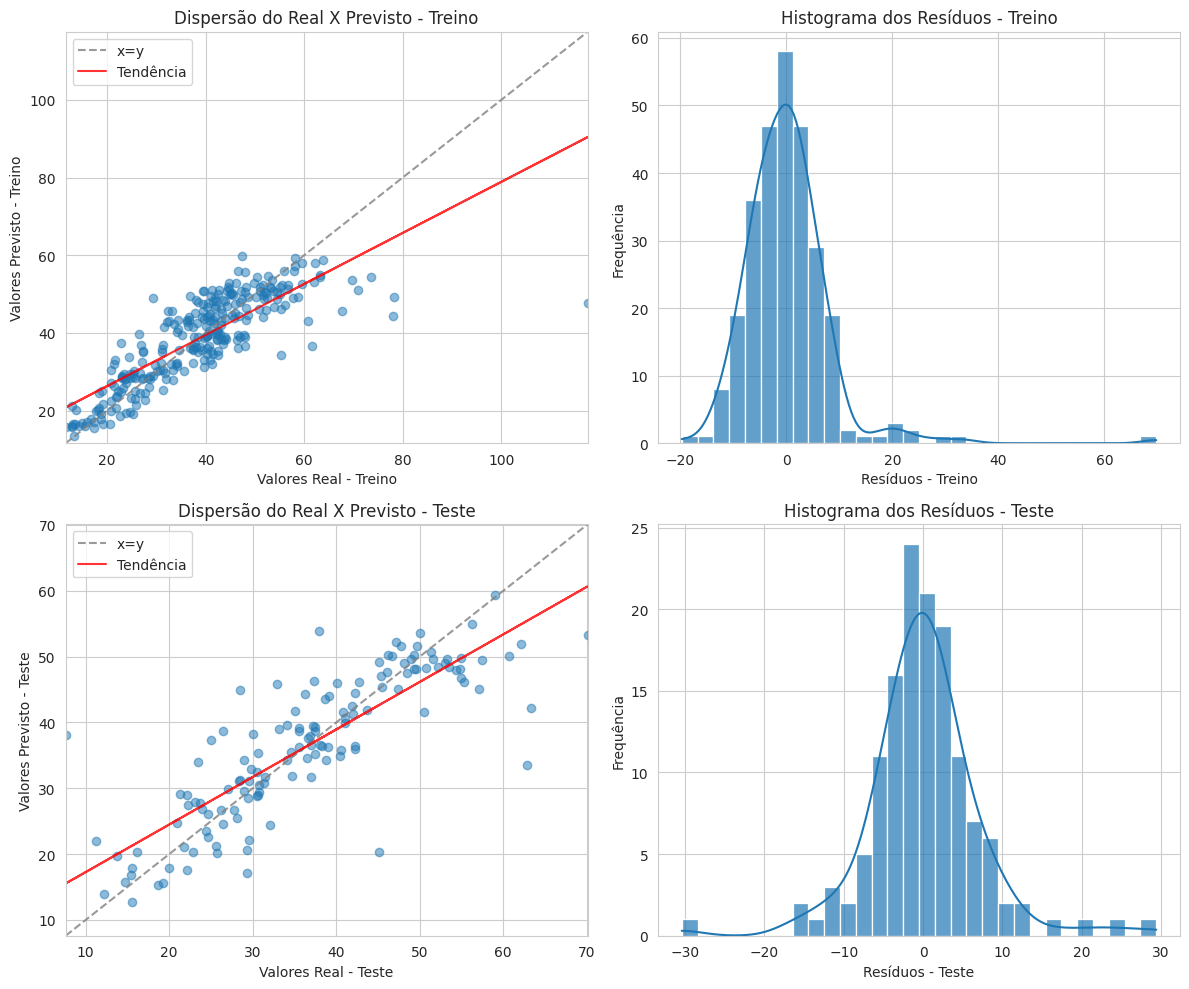 Dispersão do Real X Previsto - Treino
x=y
Tendência
100
80
60
40
20
Valores Previsto - Treino
20 40 60 80 100
Valores Real - Treino
Histograma dos Resíduos - Treino
60
50
40
30
20
10
0
Frequência
−20 0 20 40 60
Resíduos - Treino
Dispersão do Real X Previsto - Teste
x=y
Tendência
70
60
50
40
30
20
10
Valores Previsto - Teste
10 20 30 40 50 60 70
Valores Real - Teste
Histograma dos Resíduos - Teste
25
20
15
10
5
0
Frequência
−30 −20 −10 0 10 20 30
Resíduos - Teste